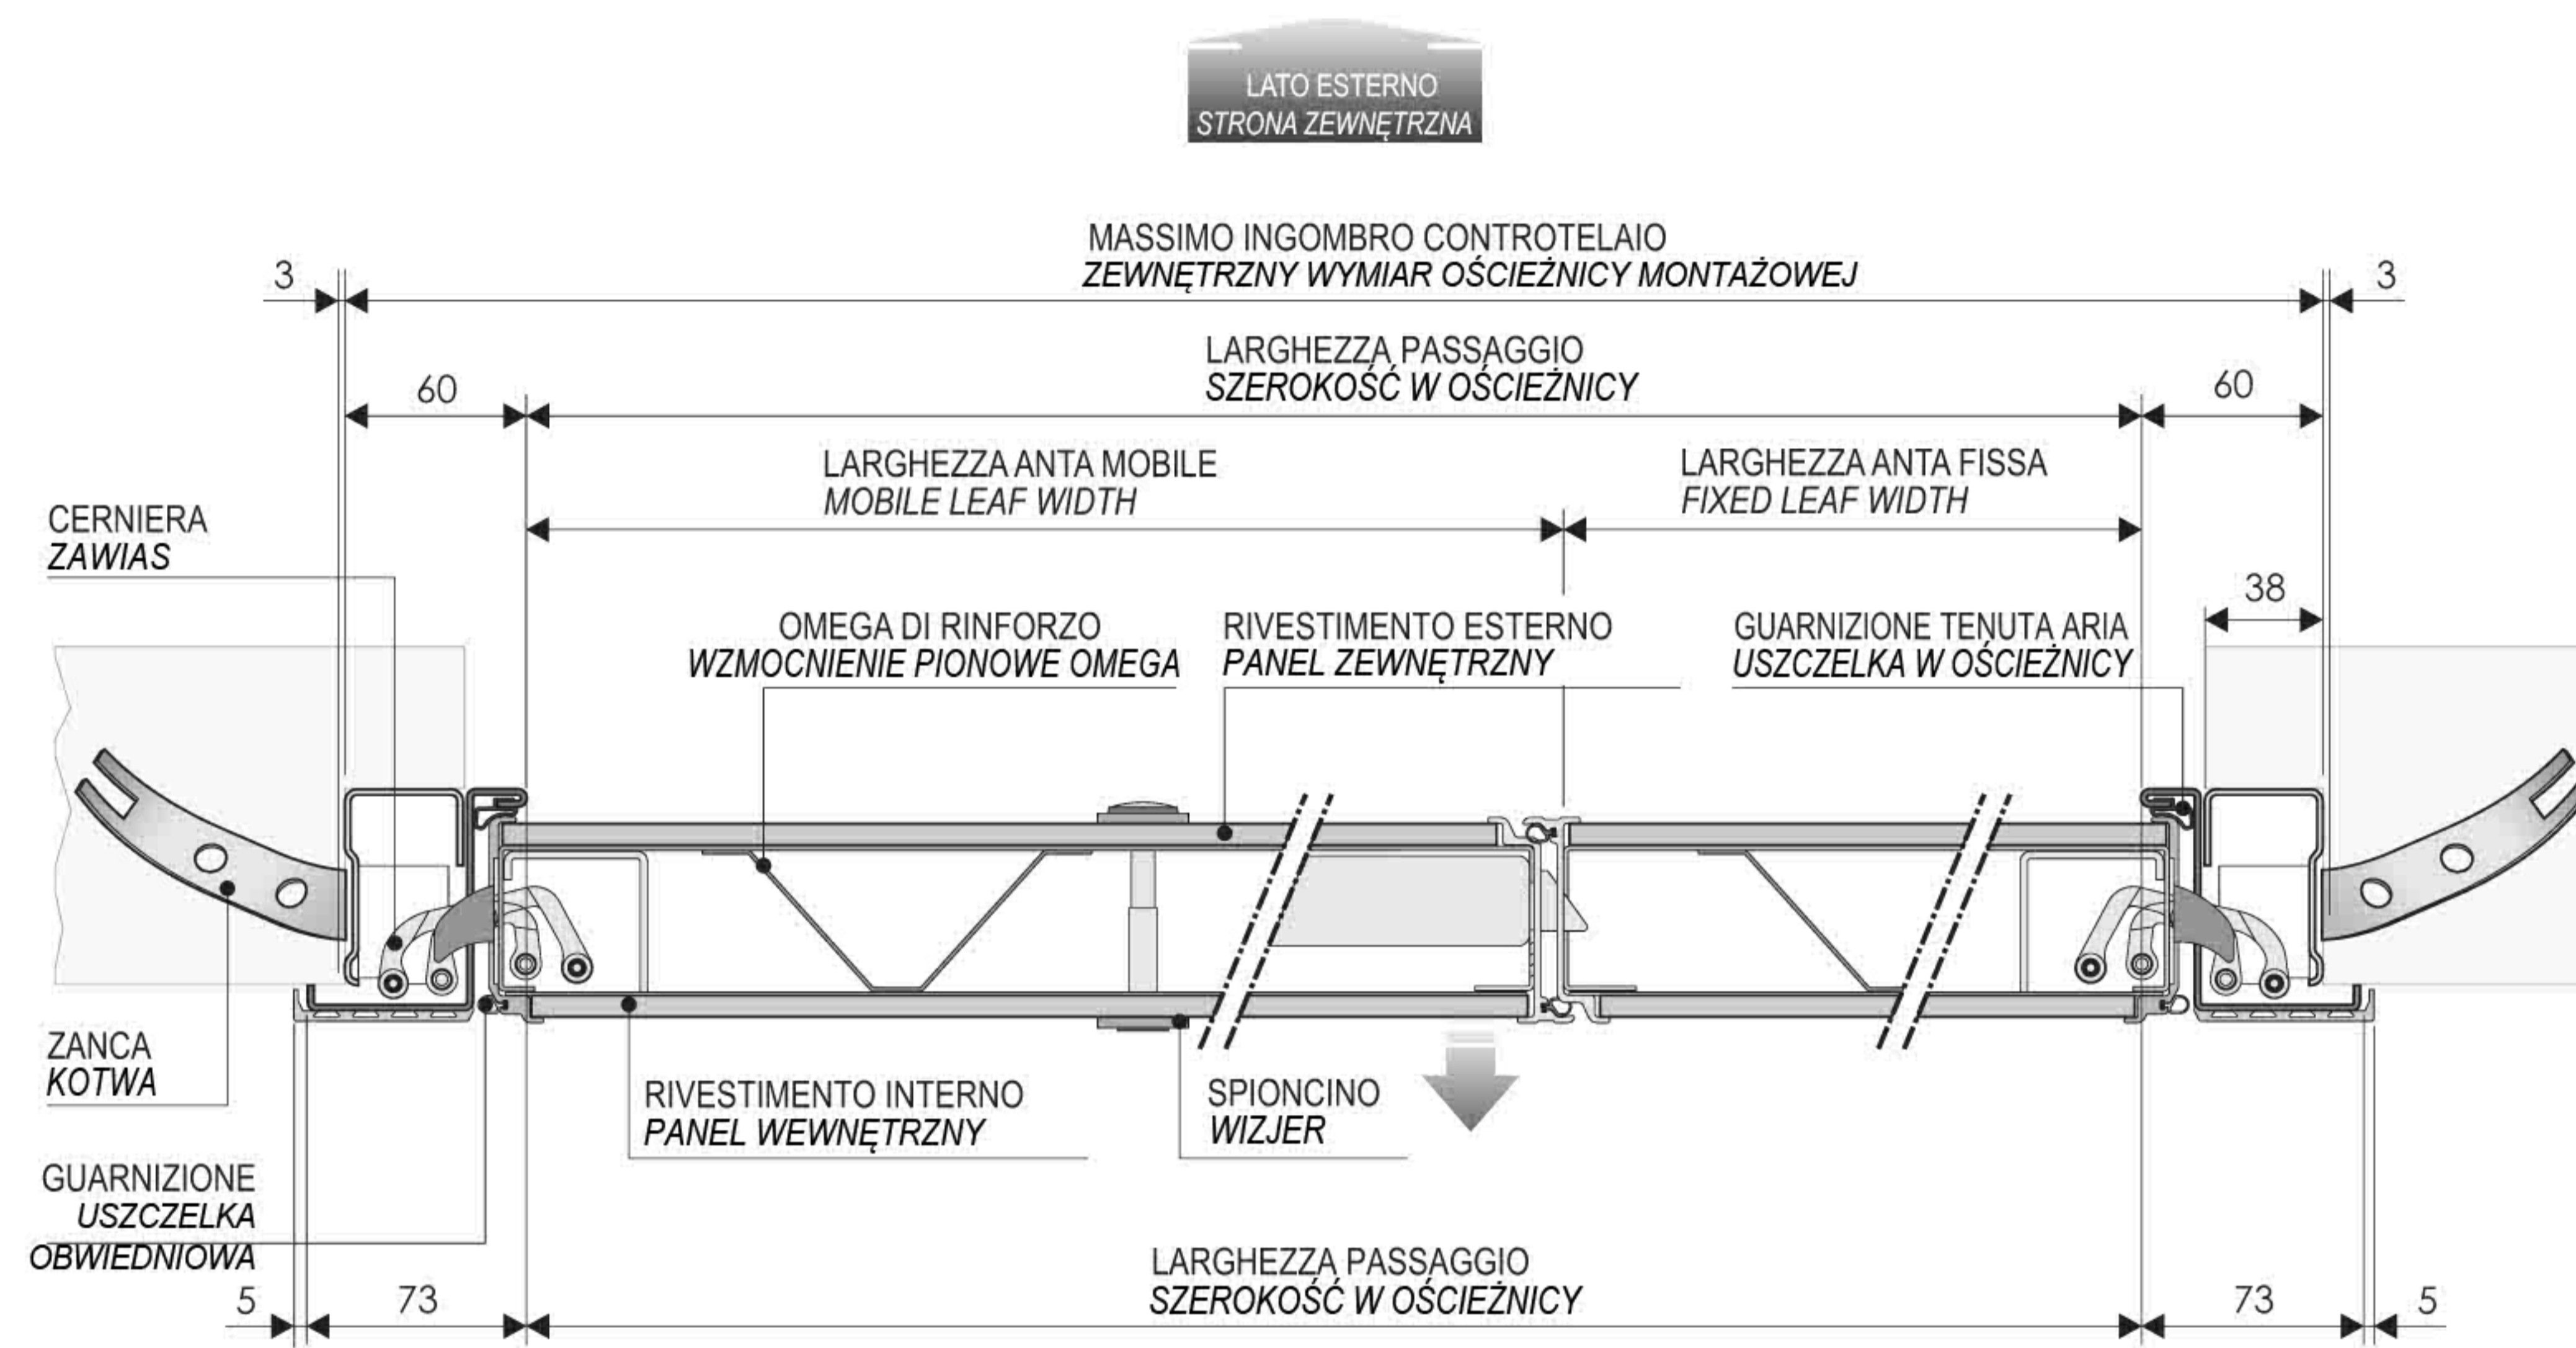 LATO ESTERNO
STRONA ZEWNĘTRZNA
MASSIMO INGOMBRO CONTROTELAIO
ZEWNĘTRZNY WYMIAR OŚCIEŻNICY MONTAŻOWEJ
3
3
LARGHEZZA PASSAGGIO
SZEROKOŚĆ W OŚCIEŻNICY
60
60
LARGHEZZA ANTA MOBILE
MOBILE LEAF WIDTH
LARGHEZZA ANTA FISSA
FIXED LEAF WIDTH
CERNIERA
ZAWIAS
38
OMEGA DI RINFORZO
WZMOCNIENIE PIONOWE OMEGA
RIVESTIMENTO ESTERNO
PANEL ZEWNĘTRZNY
GUARNIZIONE TENUTA ARIA
USZCZELKA W OŚCIEŻNICY
ZANCA
KOTWA
RIVESTIMENTO INTERNO
PANEL WEWNĘTRZNY
SPIONCINO
WIZJER
GUARNIZIONE
USZCZELKA
OBWIEDNIOWA
LARGHEZZA PASSAGGIO
SZEROKOŚĆ W OŚCIEŻNICY
5
73
73
5